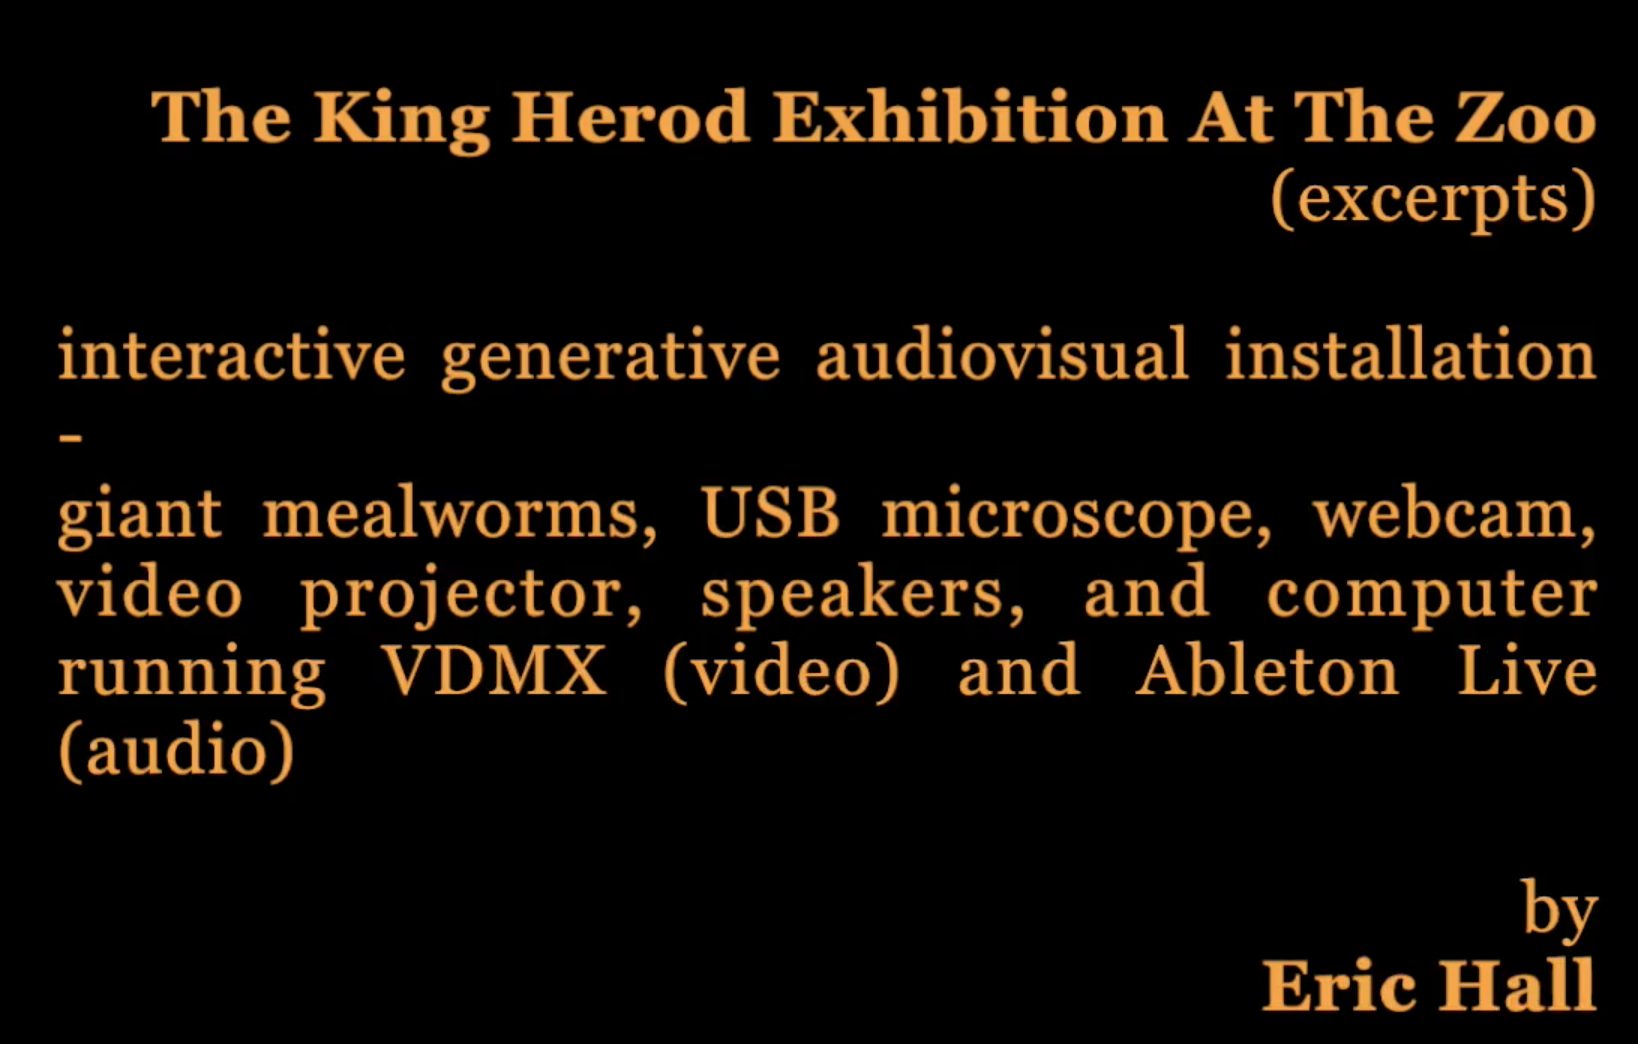 The King Herod Exhibition At The Zoo
(excerpts)
interactive generative audiovisual installation
-
giant mealworms, USB microscope, webcam,
video projector, speakers, and computer
running VDMX (video) and Ableton Live
(audio)
by
Eric Hall